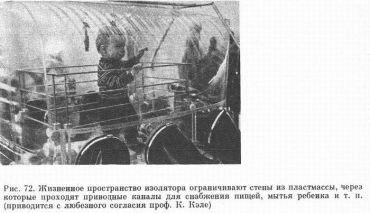 Рис. 72. Жизненное пространство изолятора ограничивают стены из пластмассы, через
которые проходят приводные каналы для снабжения пищей, мытья ребенка и т. п.
(приводится с любезного согласия проф. К. Кэле)